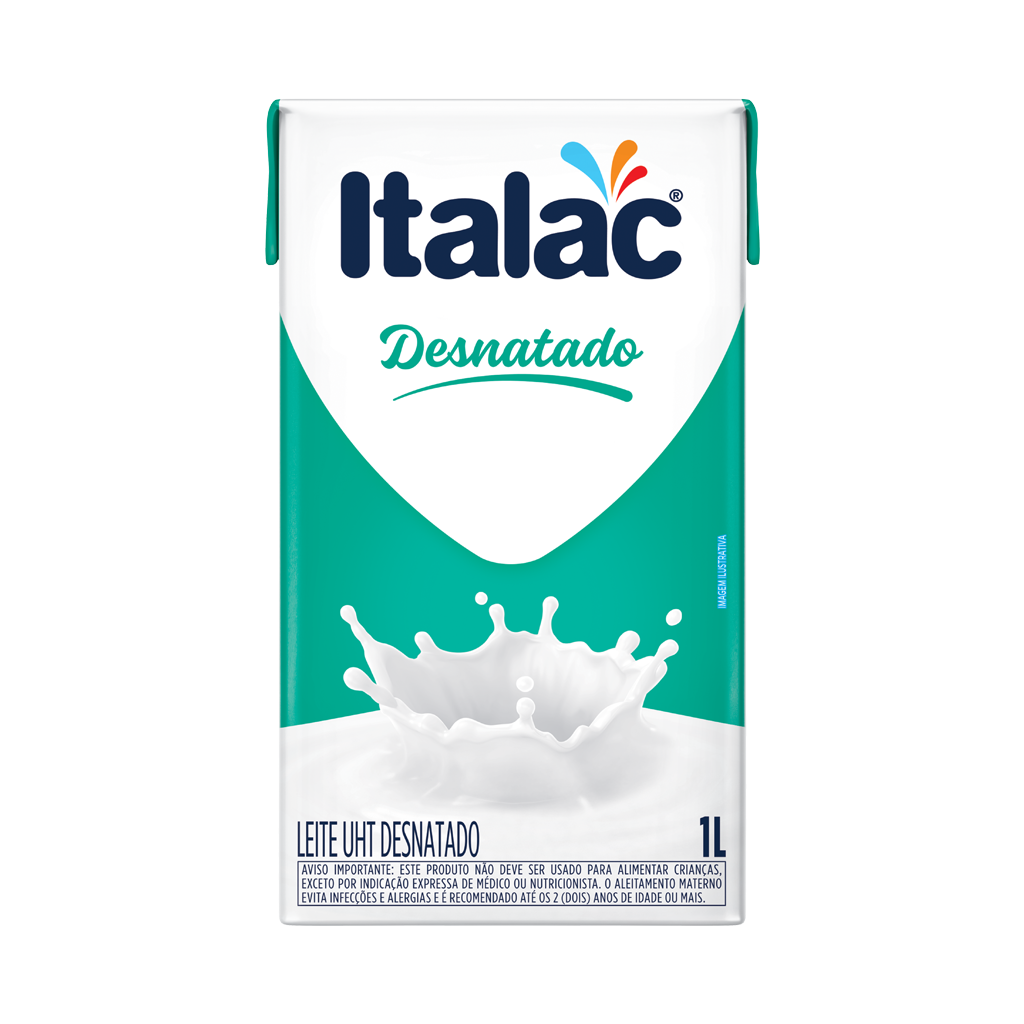 Italac®
Desnatado
IMAGEM ILUSTRATIVA
LEITE UHT DESNATADO
1L
AVISO IMPORTANTE: ESTE PRODUTO NÃO DEVE SER USADO PARA ALIMENTAR CRIANÇAS,
EXCETO POR INDICAÇÃO EXPRESSA DE MÉDICO OU NUTRICIONISTA. O ALEITAMENTO MATERNO
EVITA INFECÇÕES E ALERGIAS E É RECOMENDADO ATÉ OS 2 (DOIS) ANOS DE IDADE OU MAIS.